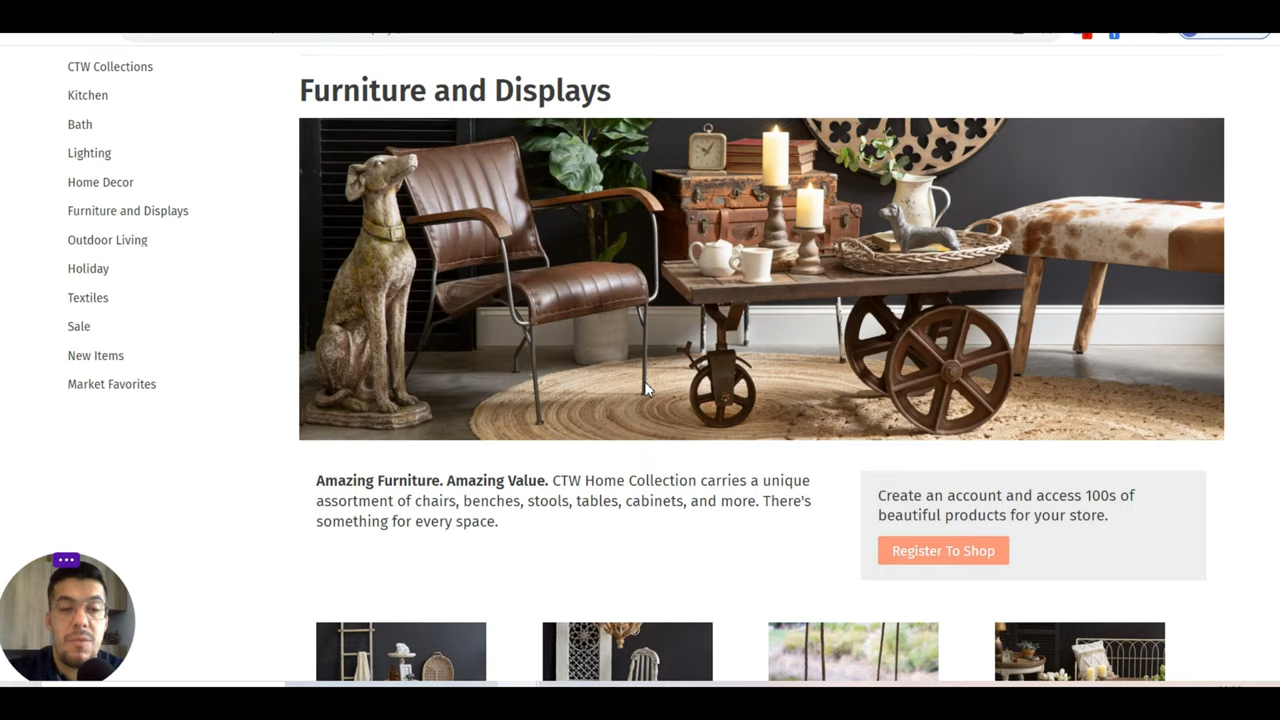 CTW Collections
Kitchen
Bath
Lighting
Home Decor
Furniture and Displays
Outdoor Living
Holiday
Textiles
Sale
New Items
Market Favorites
Furniture and Displays
Amazing Furniture. Amazing Value. CTW Home Collection carries a unique
assortment of chairs, benches, stools, tables, cabinets, and more. There's
something for every space.
Create an account and access 100s of
beautiful products for your store.
Register To Shop